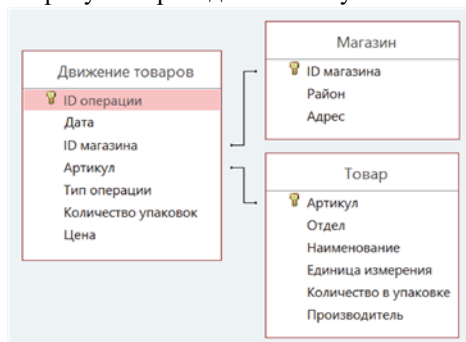 Движение товаров
ID операции
Дата
ID магазина
Артикул
Тип операции
Количество упаковок
Цена
Магазин
ID магазина
Район
Адрес
Товар
Артикул
Отдел
Наименование
Единица измерения
Количество в упаковке
Производитель